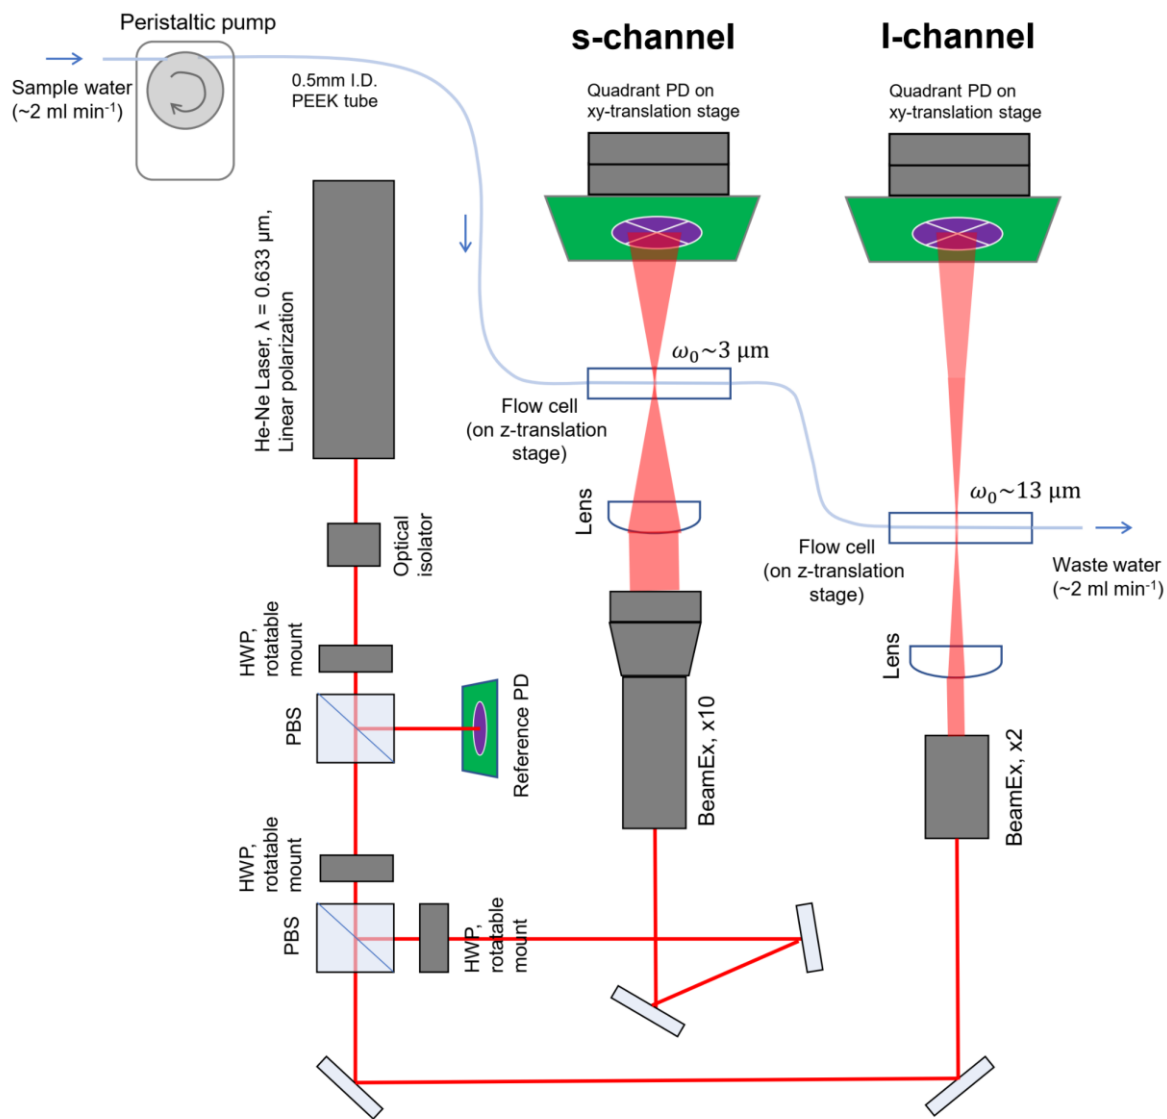 Peristaltic pump
Sample water
(~2 ml min⁻¹)
0.5mm I.D.
PEEK tube
s-channel
l-channel
Quadrant PD on
xy-translation stage
Quadrant PD on
xy-translation stage
He-Ne Laser, λ = 0.633 μm,
Linear polarization
ω₀~3 μm
Flow cell
(on z-translation
stage)
Lens
ω₀~13 μm
Flow cell
(on z-translation
stage)
Waste water
(~2 ml min⁻¹)
Optical
isolator
Lens
HWP,
rotatable
mount
PBS
Reference PD
BeamEx, x10
BeamEx, x2
HWP,
rotatable
mount
PBS
HWP,
rotatable
mount